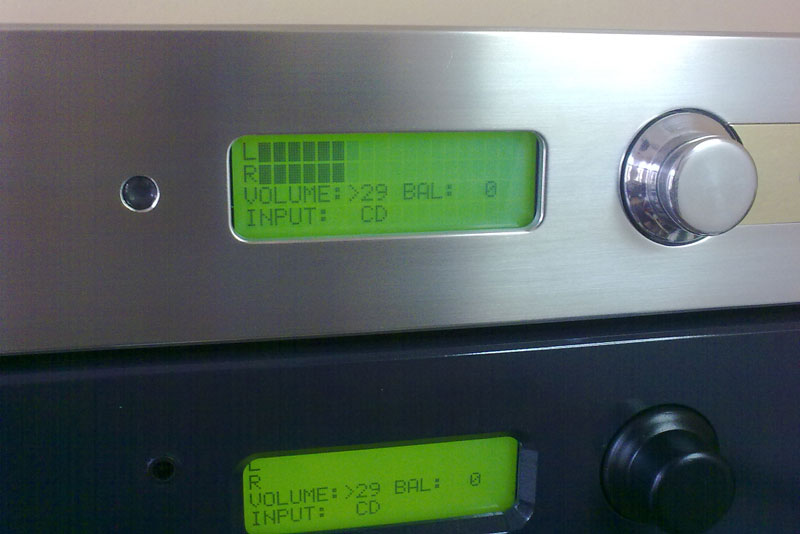 L
R
VOLUME:>29 BAL: 0
INPUT: CD
L
R
VOLUME:>29 BAL: 0
INPUT: CD